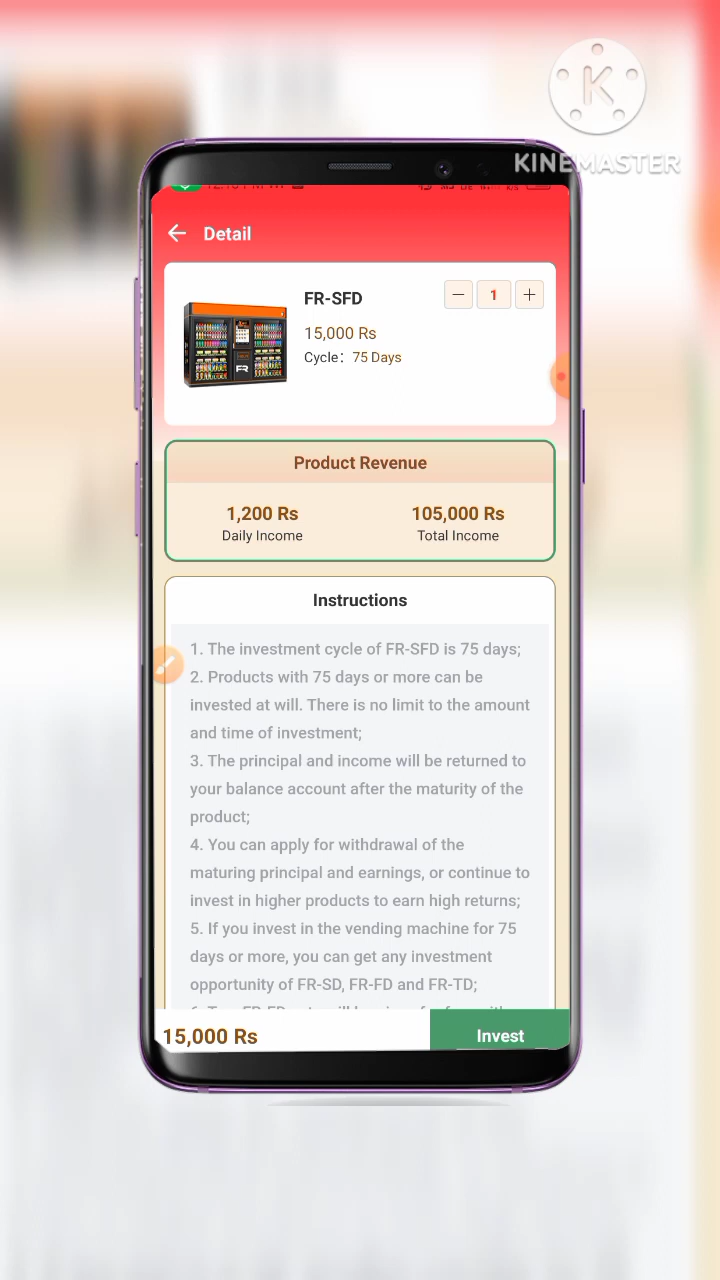 KINEMASTER
Detail
FR-SFD
1
15,000 Rs
Cycle: 75 Days
FR
Product Revenue
1,200 Rs
105,000 Rs
Daily Income
Total Income
Instructions
1. The investment cycle of FR-SFD is 75 days;
2. Products with 75 days or more can be
invested at will. There is no limit to the amount
and time of investment;
3. The principal and income will be returned to
your balance account after the maturity of the
product;
4. You can apply for withdrawal of the
maturing principal and earnings, or continue to
invest in higher products to earn high returns;
5. If you invest in the vending machine for 75
days or more, you can get any investment
opportunity of FR-SD, FR-FD and FR-TD;
15,000 Rs
Invest